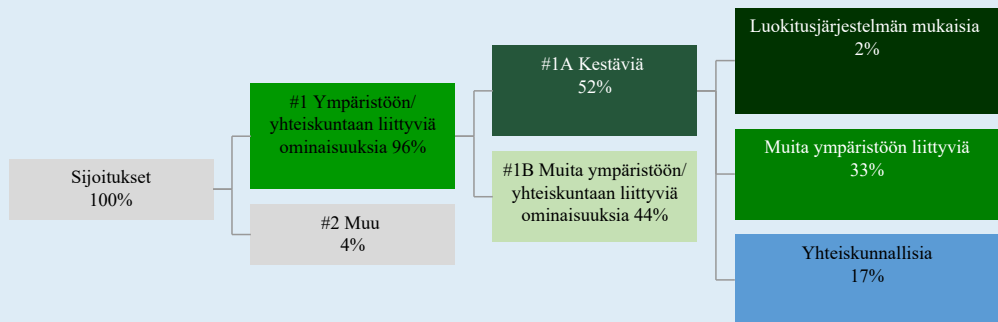 Sijoitukset
100%
#1 Ympäristöön/
yhteiskuntaan liittyviä
ominaisuuksia 96%
#2 Muu
4%
#1A Kestäviä
52%
#1B Muita ympäristöön/
yhteiskuntaan liittyviä
ominaisuuksia 44%
Luokitusjärjestelmän mukaisia
2%
Muita ympäristöön liittyviä
33%
Yhteiskunnallisia
17%